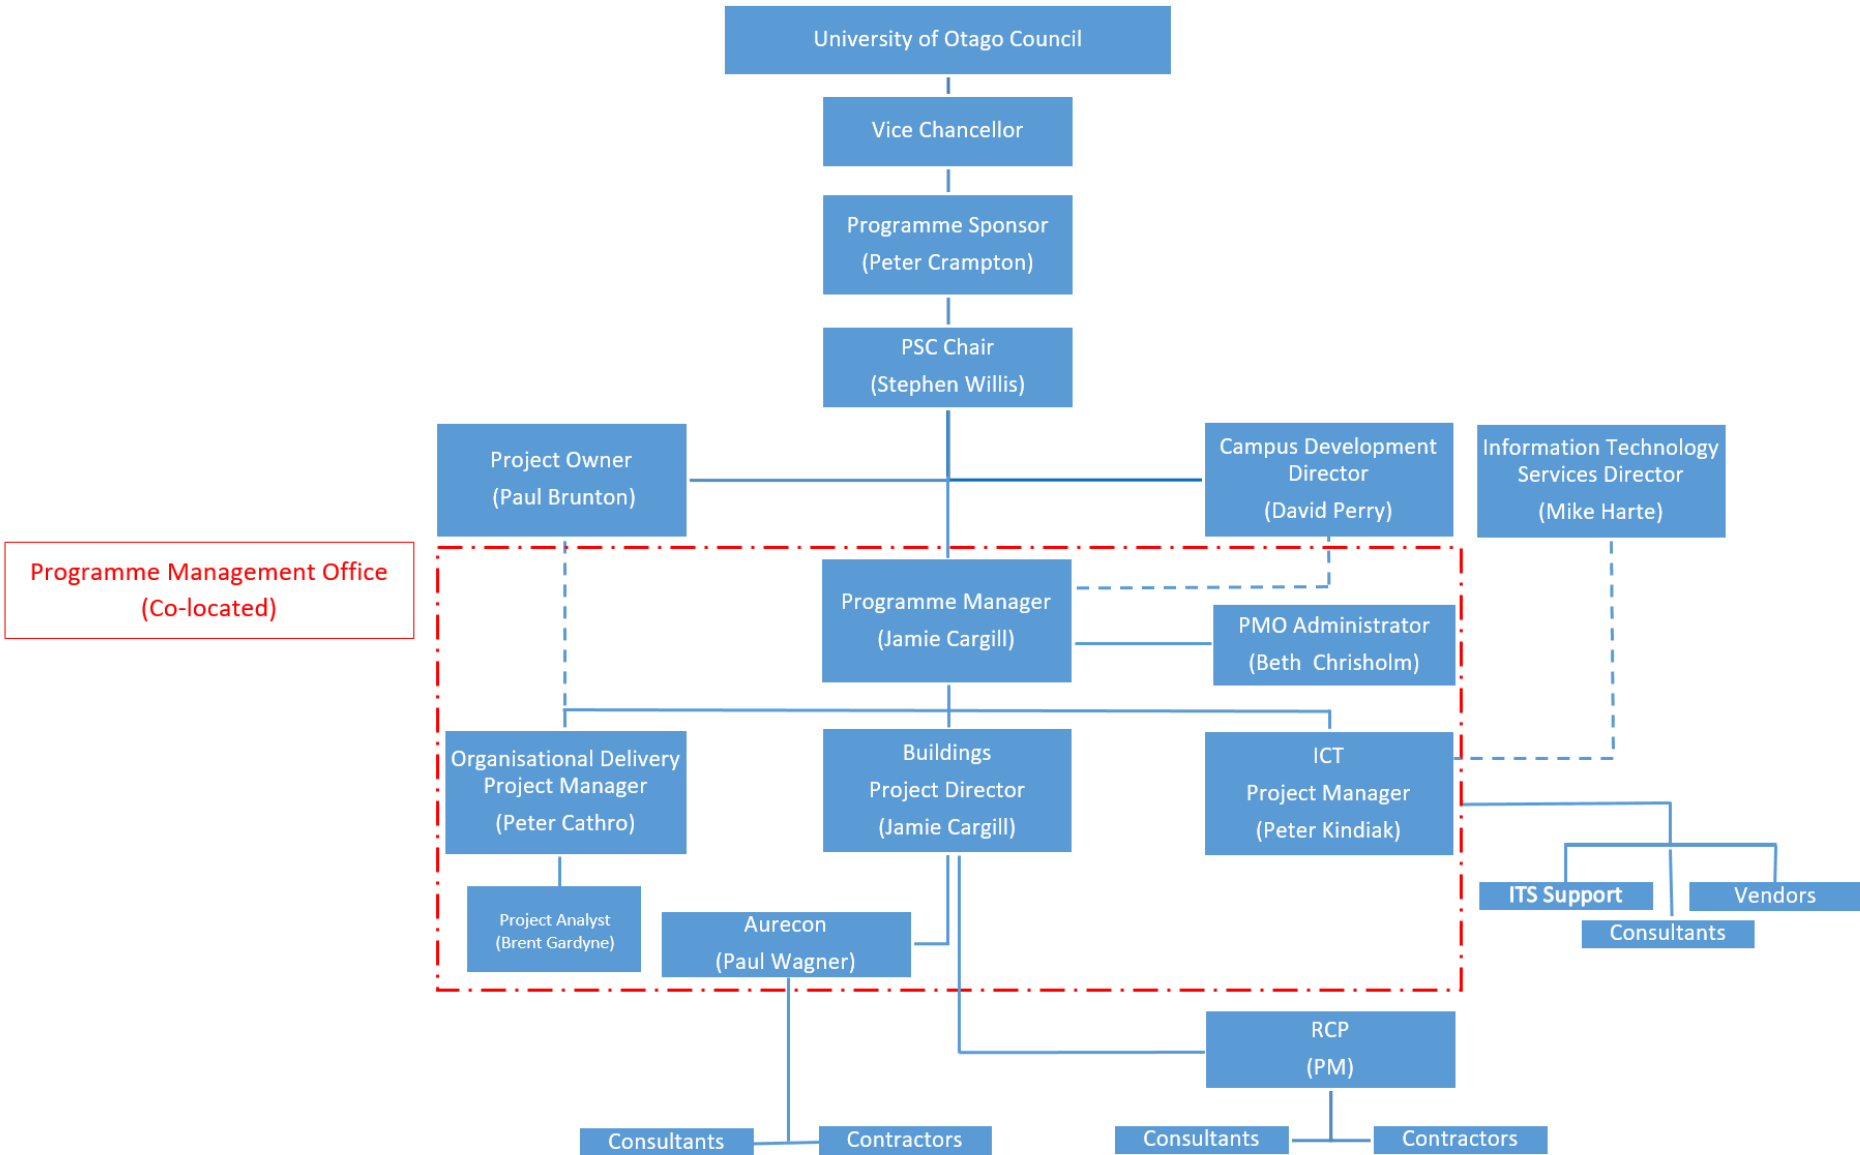 University of Otago Council
Vice Chancellor
Programme Sponsor
(Peter Crampton)
PSC Chair
(Stephen Willis)
Project Owner
(Paul Brunton)
Campus Development
Director
(David Perry)
Information Technology
Services Director
(Mike Harte)
Programme Management Office
(Co-located)
Programme Manager
(Jamie Cargill)
PMO Administrator
(Beth  Chrisholm)
Organisational Delivery
Project Manager
(Peter Cathro)
Buildings
Project Director
(Jamie Cargill)
ICT
Project Manager
(Peter Kindiak)
ITS Support
Vendors
Consultants
Project Analyst
(Brent Gardyne)
Aurecon
(Paul Wagner)
RCP
(PM)
Consultants
Contractors
Consultants
Contractors